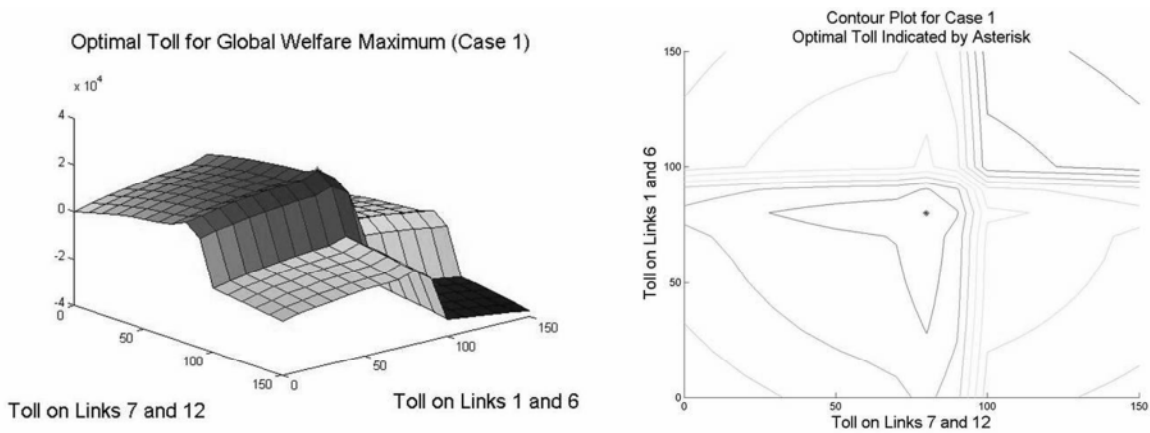 Optimal Toll for Global Welfare Maximum (Case 1)
x 10⁴
4
2
0
-2
-4
0
50
100
150
0
50
100
150
Toll on Links 7 and 12
Toll on Links 1 and 6
Contour Plot for Case 1
Optimal Toll Indicated by Asterisk
150
100
50
0
Toll on Links 1 and 6
0
50
100
150
Toll on Links 7 and 12